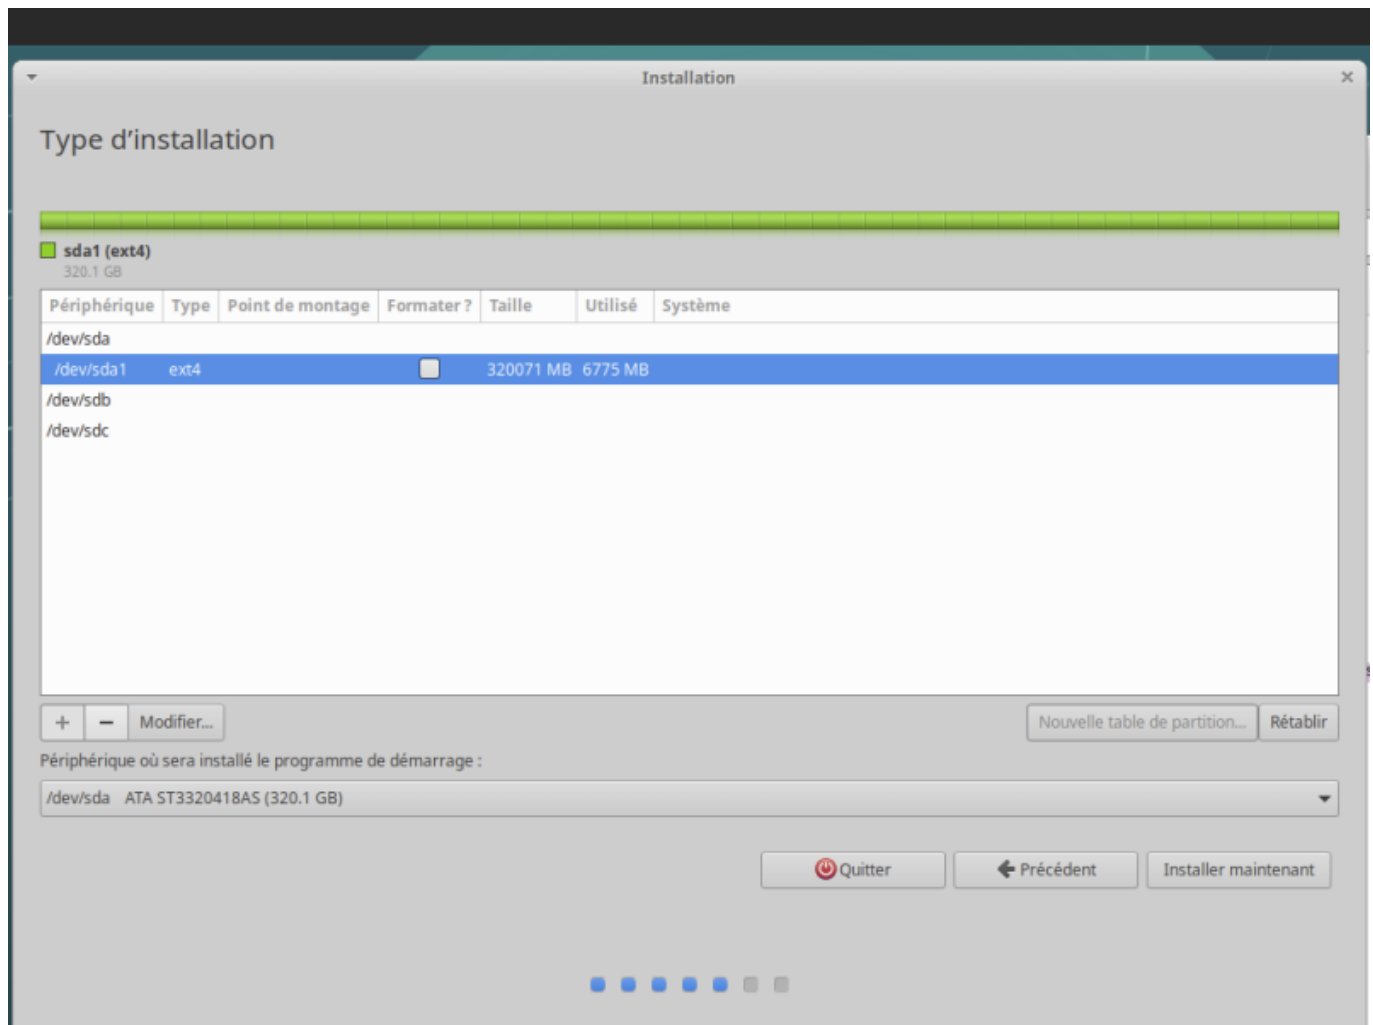 Installation
Type d’installation
sda1 (ext4)
320.1 GB
Périphérique Type Point de montage Formater ? Taille Utilisé Système
/dev/sda
/dev/sda1 ext4 320071 MB 6775 MB
/dev/sdb
/dev/sdc
+ − Modifier... Nouvelle table de partition... Rétablir
Périphérique où sera installé le programme de démarrage :
/dev/sda ATA ST3320418AS (320.1 GB)
Quitter Précédent Installer maintenant